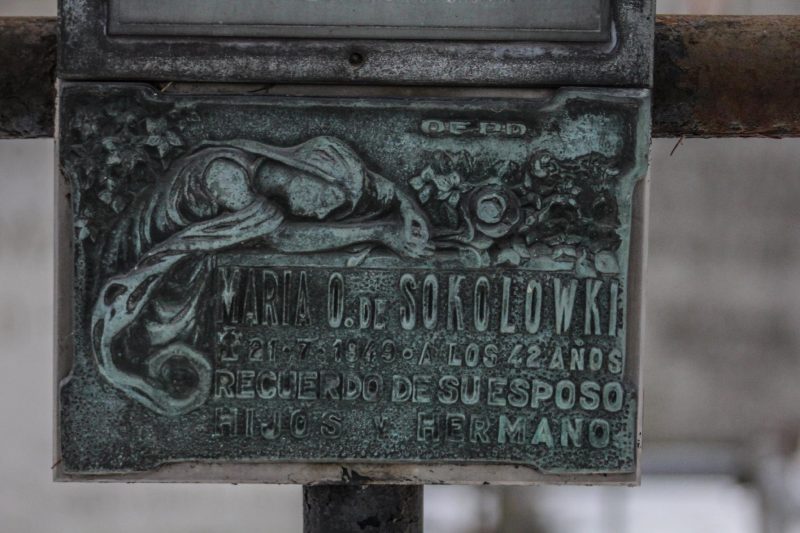 Q.E.P.D.
MARIA O. DE SOKOLOWKI
21·7·1949·A LOS 42 AÑOS
RECUERDO DE SU ESPOSO
HIJOS Y HERMANO